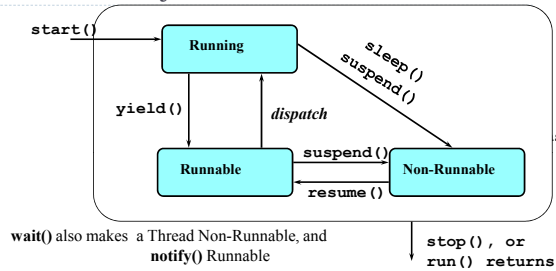 start()
Running
sleep()
suspend()
yield()
dispatch
suspend()
Runnable
Non-Runnable
resume()
wait() also makes a Thread Non-Runnable, and
notify() Runnable
stop(), or
run() returns